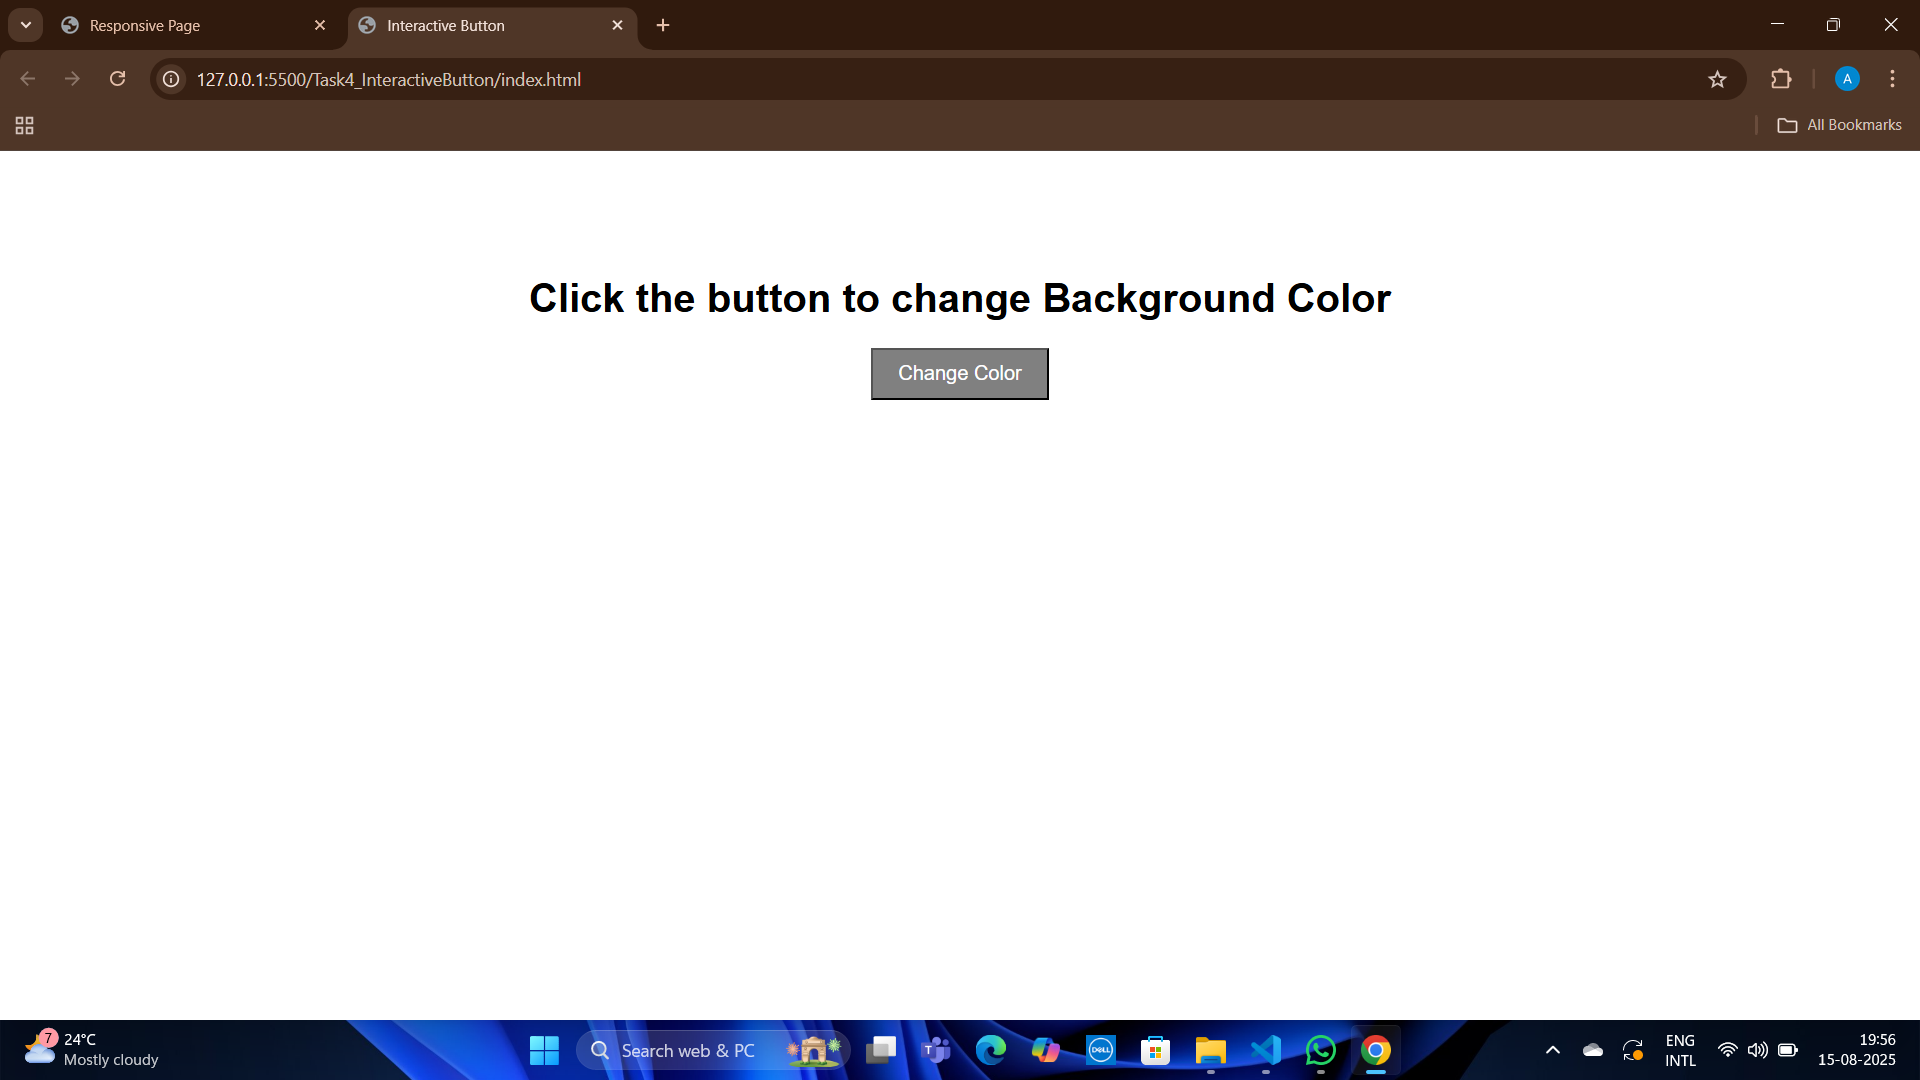 Responsive Page
Interactive Button
127.0.0.1:5500/Task4_InteractiveButton/index.html
A
All Bookmarks
Click the button to change Background Color
Change Color
7
24°C
Mostly cloudy
Search web & PC
T
DELL
ENG
INTL
19:56
15-08-2025